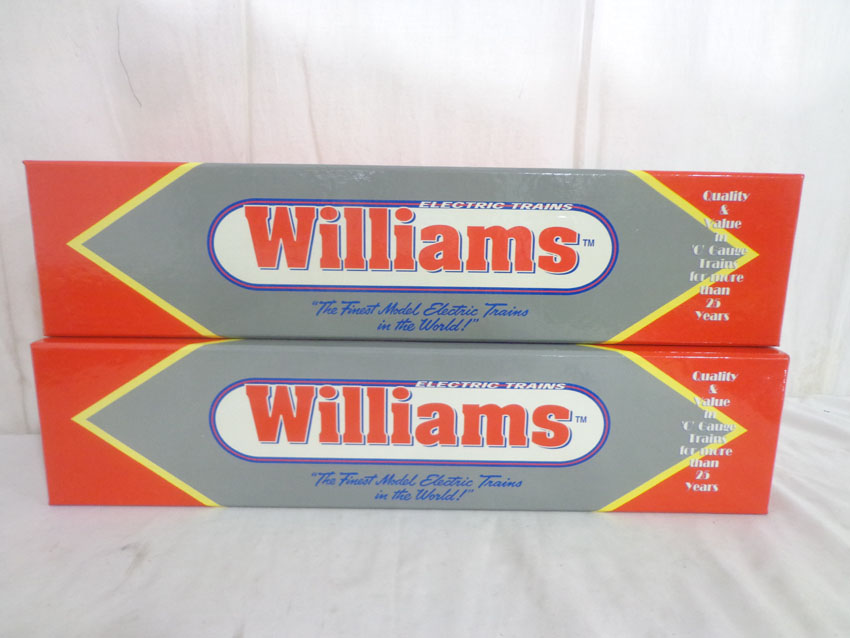 ELECTRIC TRAINS
Williams™
"The Finest Model Electric Trains
in the World!"
Quality
&
Value
in
'O' Gauge
Trains
for more
than
25
Years
ELECTRIC TRAINS
Williams™
"The Finest Model Electric Trains
in the World!"
Quality
&
Value
in
'O' Gauge
Trains
for more
than
25
Years